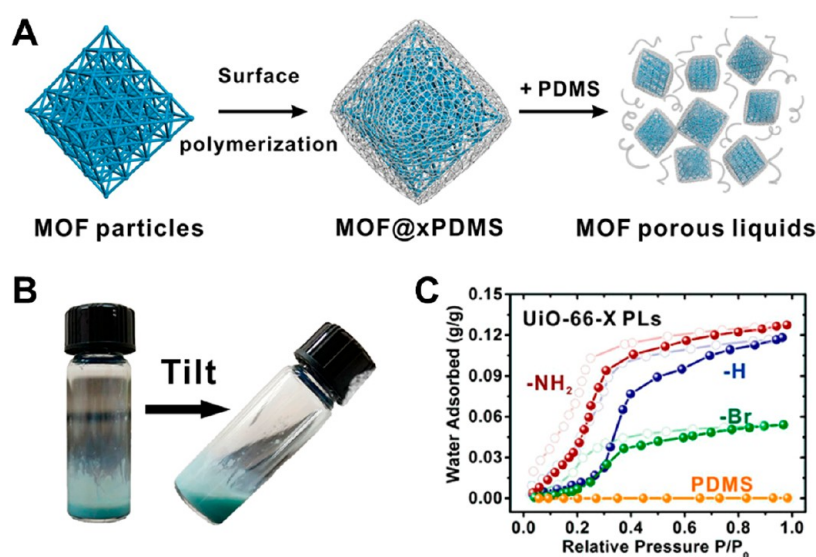 A
Surface
polymerization
+ PDMS
MOF particles
MOF@xPDMS
MOF porous liquids
B
Tilt
C
UiO-66-X PLs
-NH₂
-H
-Br
PDMS
Water Adsorbed (g/g)
0.15
0.12
0.09
0.06
0.03
0.00
0.0 0.2 0.4 0.6 0.8 1.0
Relative Pressure P/P₀